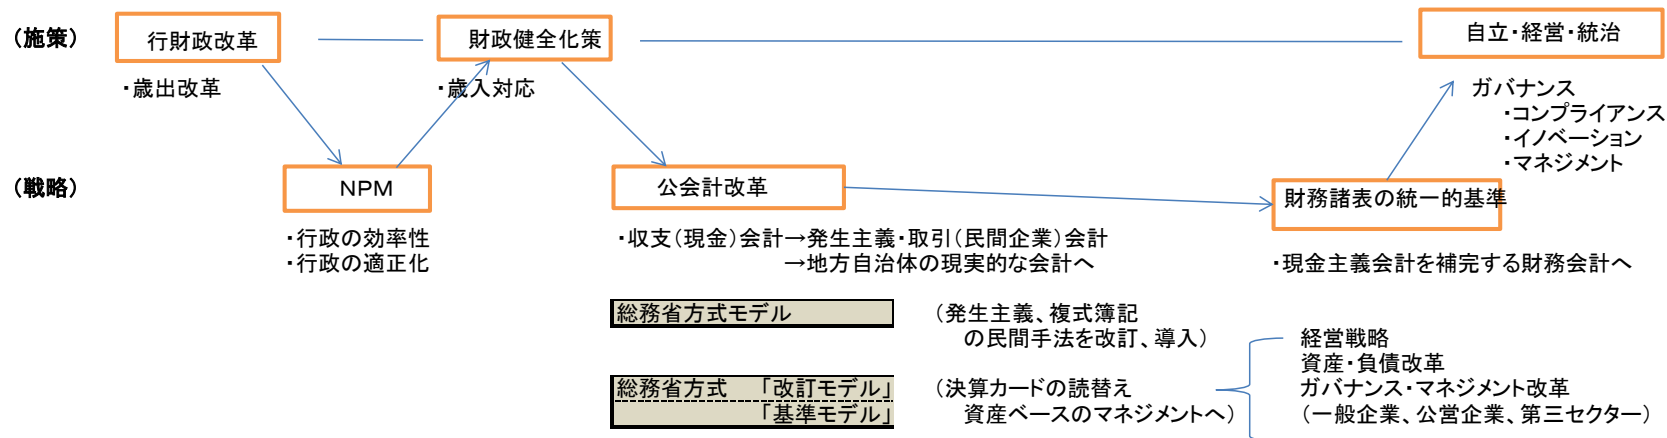 (施策)
行財政改革
財政健全化策
自立・経営・統治
・歳出改革
・歳入対応
ガバナンス
・コンプライアンス
・イノベーション
・マネジメント
(戦略)
NPM
公会計改革
財務諸表の統一的基準
・行政の効率性
・行政の適正化
・収支(現金)会計→発生主義・取引(民間企業)会計
→地方自治体の現実的な会計へ
・現金主義会計を補完する財務会計へ
総務省方式モデル
(発生主義、複式簿記
の民間手法を改訂、導入)
総務省方式 「改訂モデル」
「基準モデル」
(決算カードの読替え
資産ベースのマネジメントへ)
経営戦略
資産・負債改革
ガバナンス・マネジメント改革
(一般企業、公営企業、第三セクター)